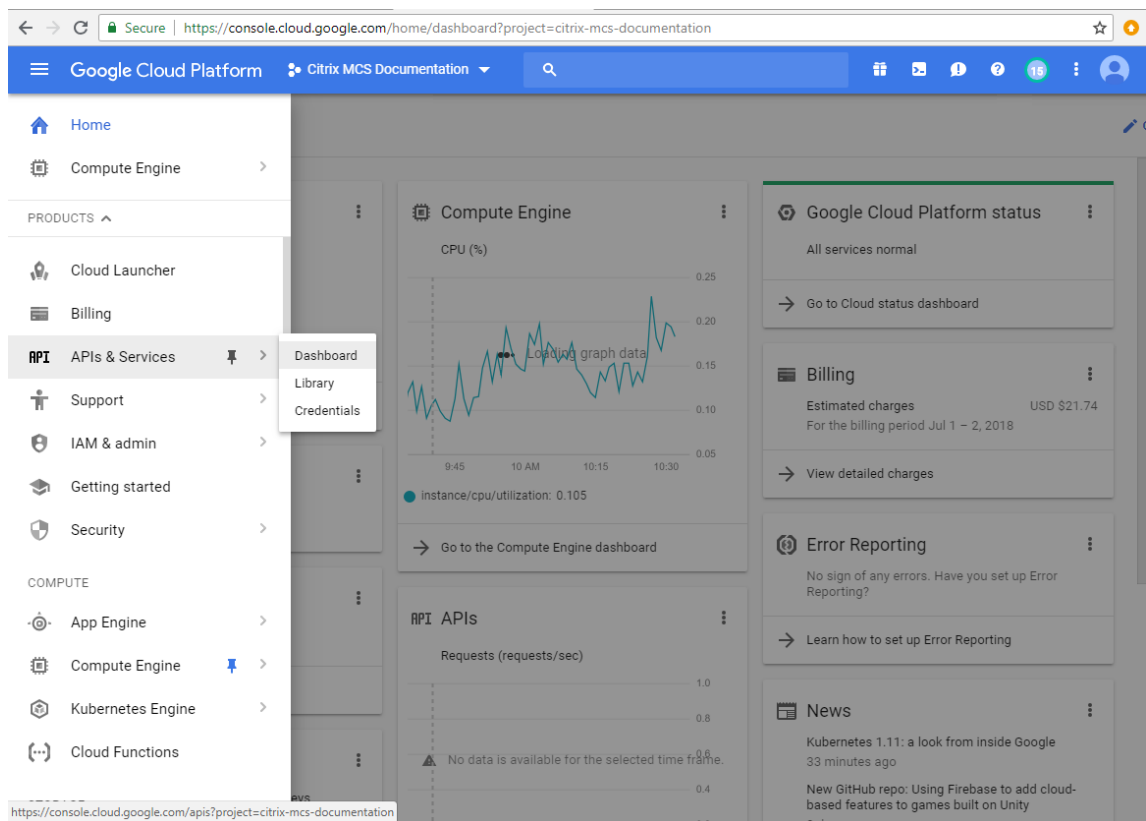 Secure
https://console.cloud.google.com/home/dashboard?project=citrix-mcs-documentation
Google Cloud Platform
Citrix MCS Documentation
15
Home
Compute Engine
PRODUCTS
Cloud Launcher
Billing
API APIs & Services
Dashboard
Library
Credentials
Support
IAM & admin
Getting started
Security
COMPUTE
App Engine
Compute Engine
Kubernetes Engine
Cloud Functions
https://console.cloud.google.com/apis?project=citrix-mcs-documentation
Compute Engine
CPU (%)
0.25
0.20
Loading graph data
0.15
0.10
0.05
9:45
10 AM
10:15
10:30
instance/cpu/utilization: 0.105
Go to the Compute Engine dashboard
API APIs
Requests (requests/sec)
1.0
0.8
No data is available for the selected time frame.
0.6
0.4
Google Cloud Platform status
All services normal
Go to Cloud status dashboard
Billing
Estimated charges
USD $21.74
For the billing period Jul 1 – 2, 2018
View detailed charges
Error Reporting
No sign of any errors. Have you set up Error
Reporting?
Learn how to set up Error Reporting
News
Kubernetes 1.11: a look from inside Google
33 minutes ago
New GitHub repo: Using Firebase to add cloud-
based features to games built on Unity